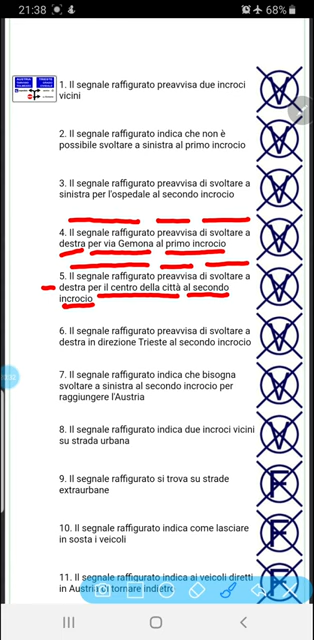 21:38
68%
AUSTRIA
TRIESTE
1. Il segnale raffigurato preavvisa due incroci
vicini
2. Il segnale raffigurato indica che non è
possibile svoltare a sinistra al primo incrocio
3. Il segnale raffigurato preavvisa di svoltare a
sinistra per l'ospedale al secondo incrocio
4. Il segnale raffigurato preavvisa di svoltare a
destra per via Gemona al primo incrocio
5. Il segnale raffigurato preavvisa di svoltare a
destra per il centro della città al secondo
incrocio
6. Il segnale raffigurato preavvisa di svoltare a
destra in direzione Trieste al secondo incrocio
7. Il segnale raffigurato indica che bisogna
svoltare a sinistra al secondo incrocio per
raggiungere l'Austria
8. Il segnale raffigurato indica due incroci vicini
su strada urbana
9. Il segnale raffigurato si trova su strade
extraurbane
10. Il segnale raffigurato indica come lasciare
in sosta i veicoli
11. Il segnale raffigurato indica ai veicoli diretti
in Austria di tornare indietro
V
V
V
V
V
V
V
V
F
F
F